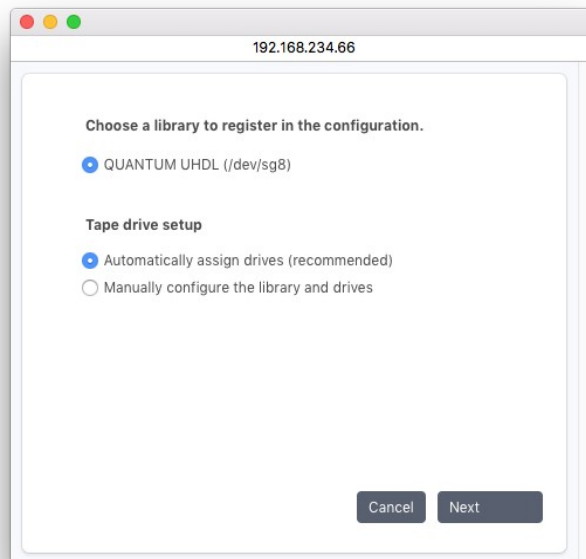 192.168.234.66
Choose a library to register in the configuration.
QUANTUM UHDL (/dev/sg8)
Tape drive setup
Automatically assign drives (recommended)
Manually configure the library and drives
Cancel Next